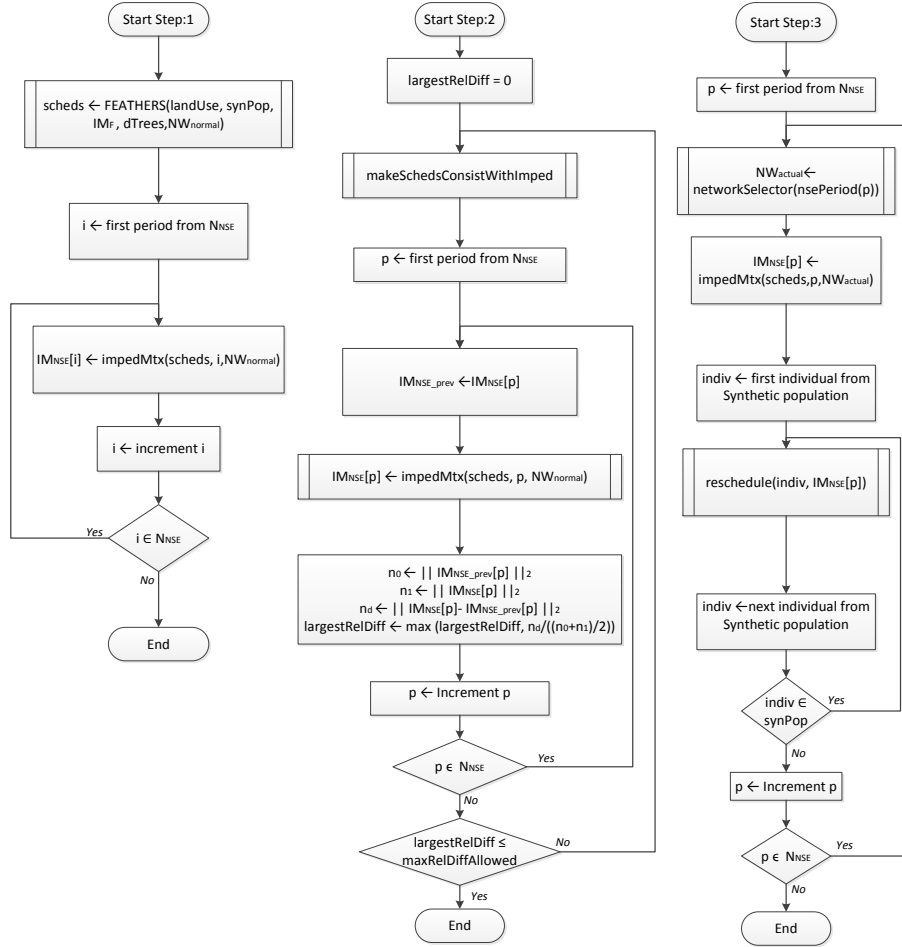 Start Step:1
scheds ← FEATHERS(landUse, synPop,
IMF , dTrees,NWnormal)
i ← first period from NNSE
IMNSE[i] ← impedMtx(scheds, i,NWnormal)
i ← increment i
Yes
i ∈ NNSE
No
End
Start Step:2
largestRelDiff = 0
makeSchedsConsistWithImped
p ← first period from NNSE
IMNSE_prev ←IMNSE[p]
IMNSE[p] ← impedMtx(scheds, p, NWnormal)
n0 ← || IMNSE_prev[p] ||2
n1 ← || IMNSE[p] ||2
nd ← || IMNSE[p]- IMNSE_prev[p] ||2
largestRelDiff ← max (largestRelDiff, nd/((n0+n1)/2))
p ← Increment p
p ϵ NNSE
Yes
No
largestRelDiff ≤
maxRelDiffAllowed
No
Yes
End
Start Step:3
p ← first period from NNSE
NWactual←
networkSelector(nsePeriod(p))
IMNSE[p] ←
impedMtx(scheds,p,NWactual)
indiv ← first individual from
Synthetic population
reschedule(indiv, IMNSE[p])
indiv ←next individual from
Synthetic population
indiv ∈
synPop
Yes
No
p ← Increment p
p ∈ NNSE
Yes
No
End